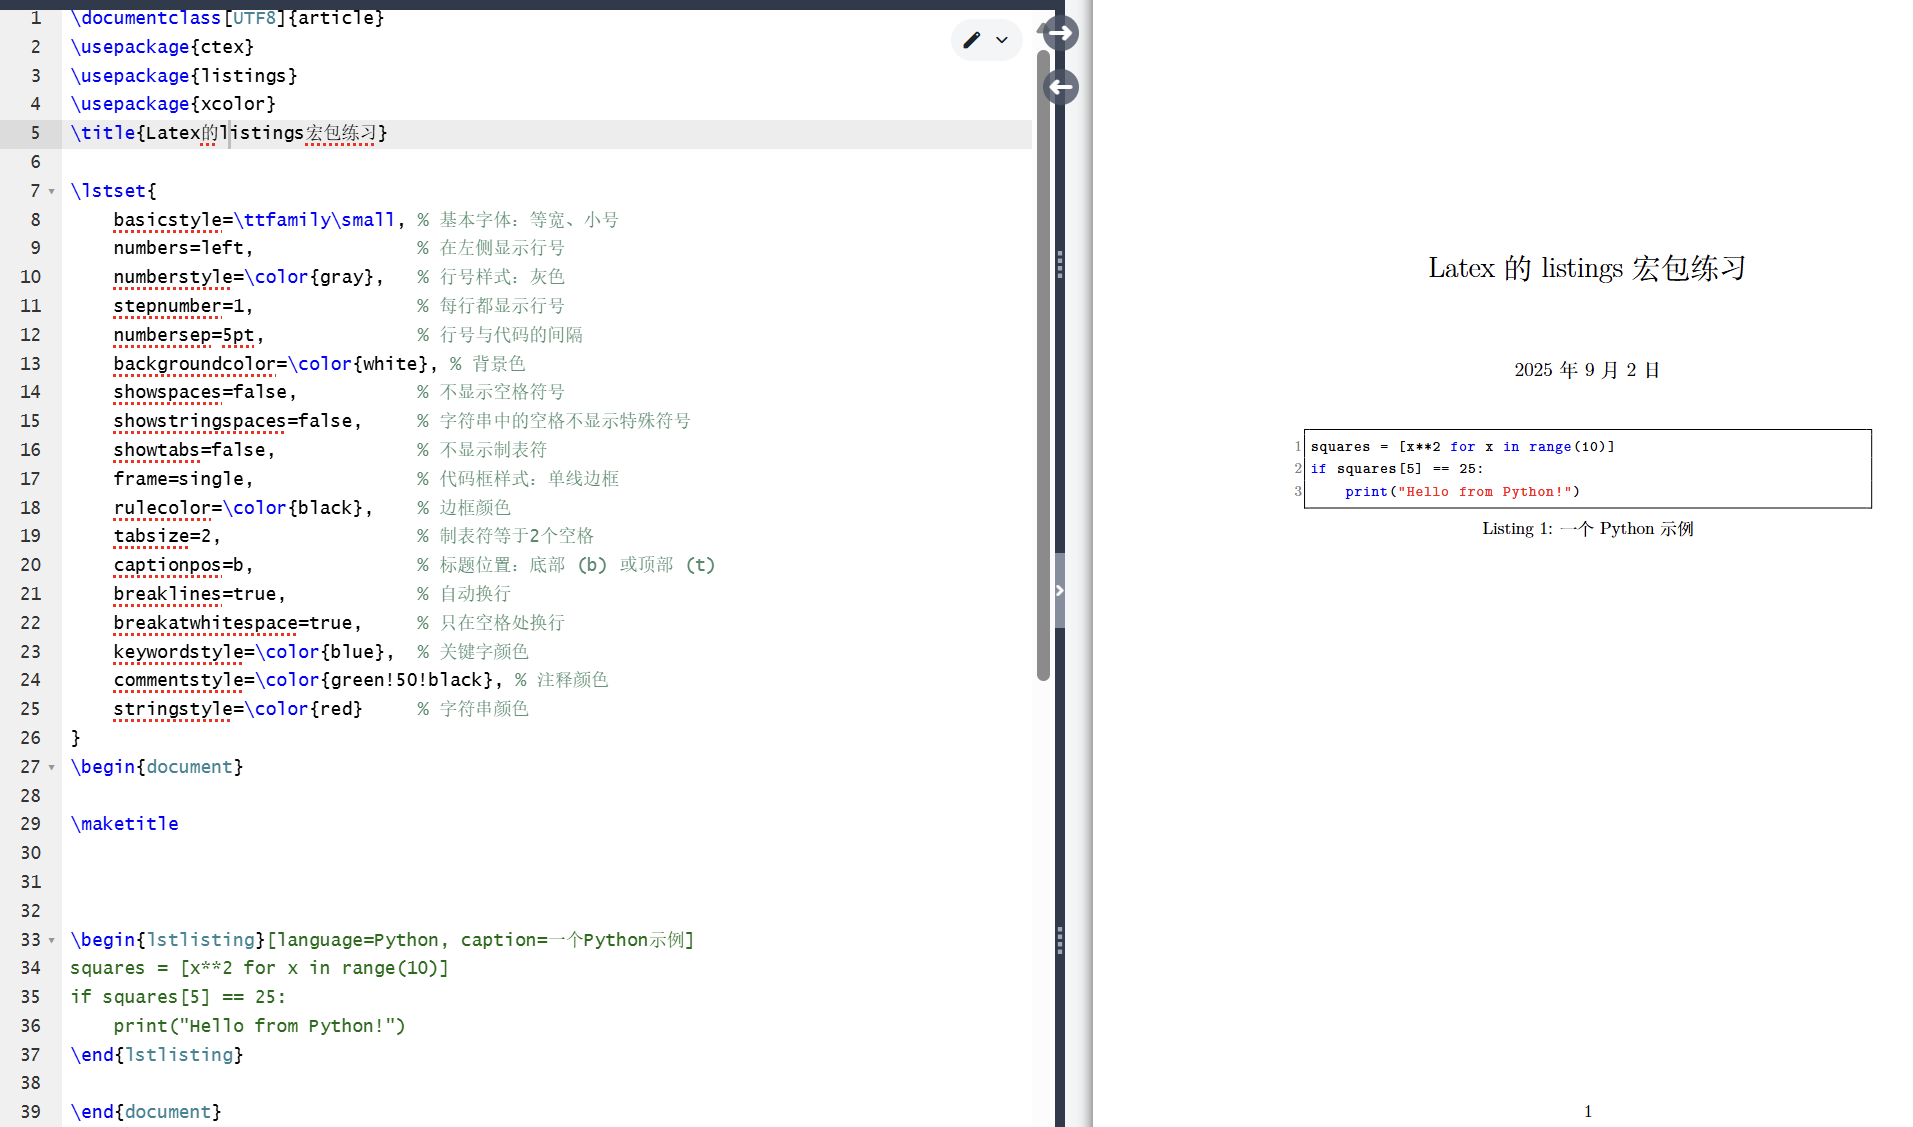 1 \documentclass[UTF8]{article}
2 \usepackage{ctex}
3 \usepackage{listings}
4 \usepackage{xcolor}
5 \title{Latex的listings宏包练习}
6
7 \lstset{
8     basicstyle=\ttfamily\small, % 基本字体：等宽、小号
9     numbers=left,               % 在左侧显示行号
10     numberstyle=\color{gray},   % 行号样式：灰色
11     stepnumber=1,               % 每行都显示行号
12     numbersep=5pt,              % 行号与代码的间隔
13     backgroundcolor=\color{white}, % 背景色
14     showspaces=false,           % 不显示空格符号
15     showstringspaces=false,     % 字符串中的空格不显示特殊符号
16     showtabs=false,             % 不显示制表符
17     frame=single,               % 代码框样式：单线边框
18     rulecolor=\color{black},    % 边框颜色
19     tabsize=2,                  % 制表符等于2个空格
20     captionpos=b,               % 标题位置：底部 (b) 或顶部 (t)
21     breaklines=true,            % 自动换行
22     breakatwhitespace=true,     % 只在空格处换行
23     keywordstyle=\color{blue},  % 关键字颜色
24     commentstyle=\color{green!50!black}, % 注释颜色
25     stringstyle=\color{red}     % 字符串颜色
26 }
27 \begin{document}
28
29 \maketitle
30
31
32
33 \begin{lstlisting}[language=Python, caption=一个Python示例]
34 squares = [x**2 for x in range(10)]
35 if squares[5] == 25:
36     print("Hello from Python!")
37 \end{lstlisting}
38
39 \end{document}
Latex 的 listings 宏包练习
2025 年 9 月 2 日
1 squares = [x**2 for x in range(10)]
2 if squares[5] == 25:
3     print("Hello from Python!")
Listing 1: 一个 Python 示例
1